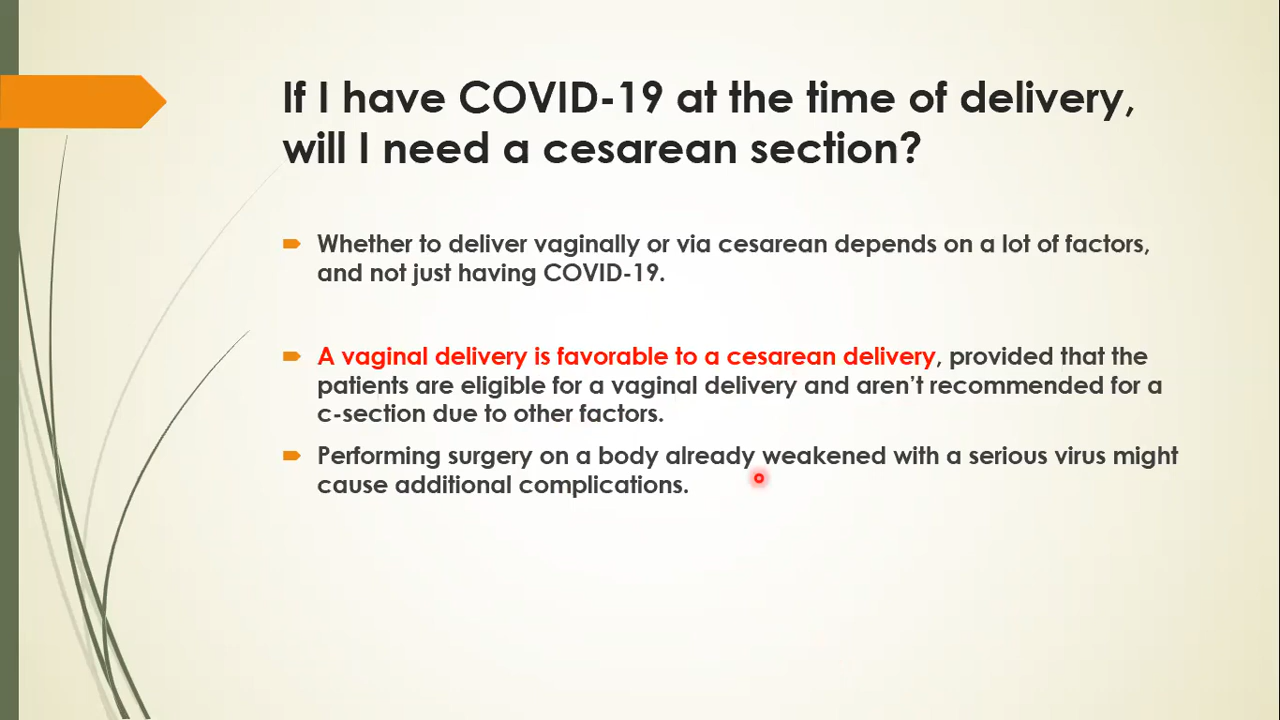 If I have COVID-19 at the time of delivery,
will I need a cesarean section?
Whether to deliver vaginally or via cesarean depends on a lot of factors,
and not just having COVID-19.
A vaginal delivery is favorable to a cesarean delivery, provided that the
patients are eligible for a vaginal delivery and aren’t recommended for a
c-section due to other factors.
Performing surgery on a body already weakened with a serious virus might
cause additional complications.